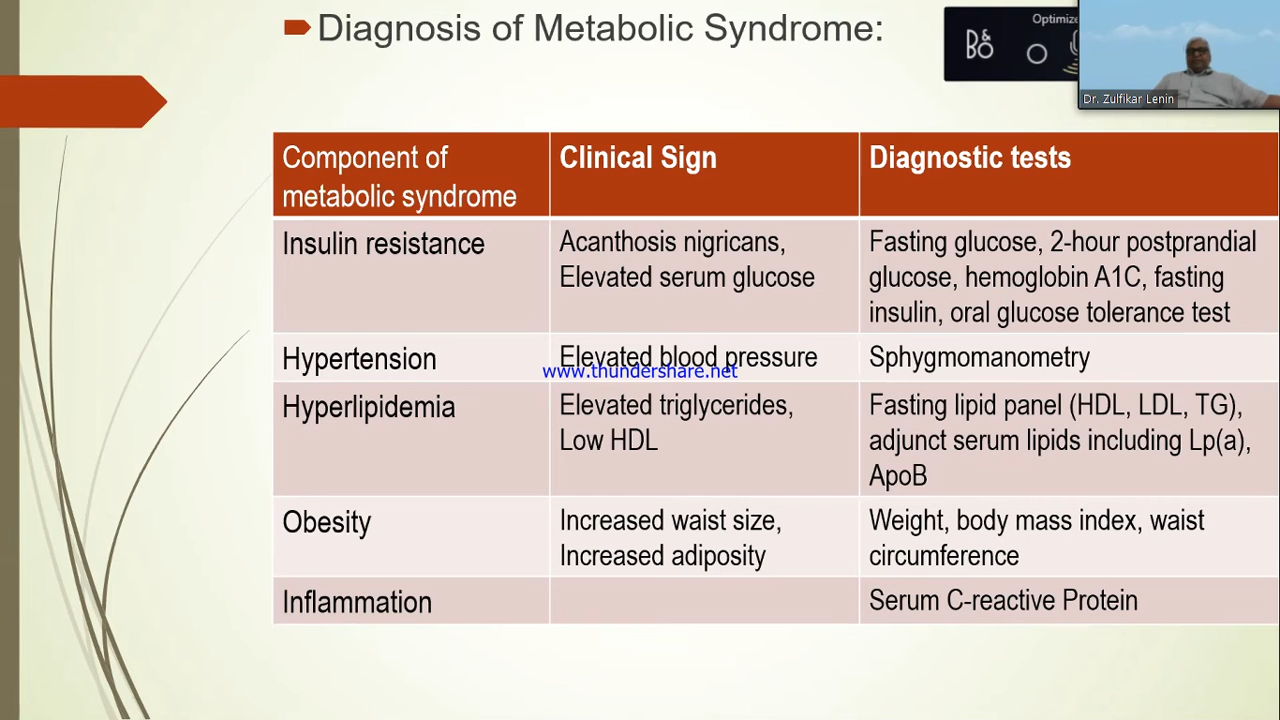 Diagnosis of Metabolic Syndrome:
Optimize
B&O
Dr. Zulfikar Lenin
Component of
metabolic syndrome
Clinical Sign
Diagnostic tests
Insulin resistance
Acanthosis nigricans,
Elevated serum glucose
Fasting glucose, 2-hour postprandial
glucose, hemoglobin A1C, fasting
insulin, oral glucose tolerance test
Hypertension
Elevated blood pressure
Sphygmomanometry
www.thundershare.net
Hyperlipidemia
Elevated triglycerides,
Low HDL
Fasting lipid panel (HDL, LDL, TG),
adjunct serum lipids including Lp(a),
ApoB
Obesity
Increased waist size,
Increased adiposity
Weight, body mass index, waist
circumference
Inflammation
Serum C-reactive Protein